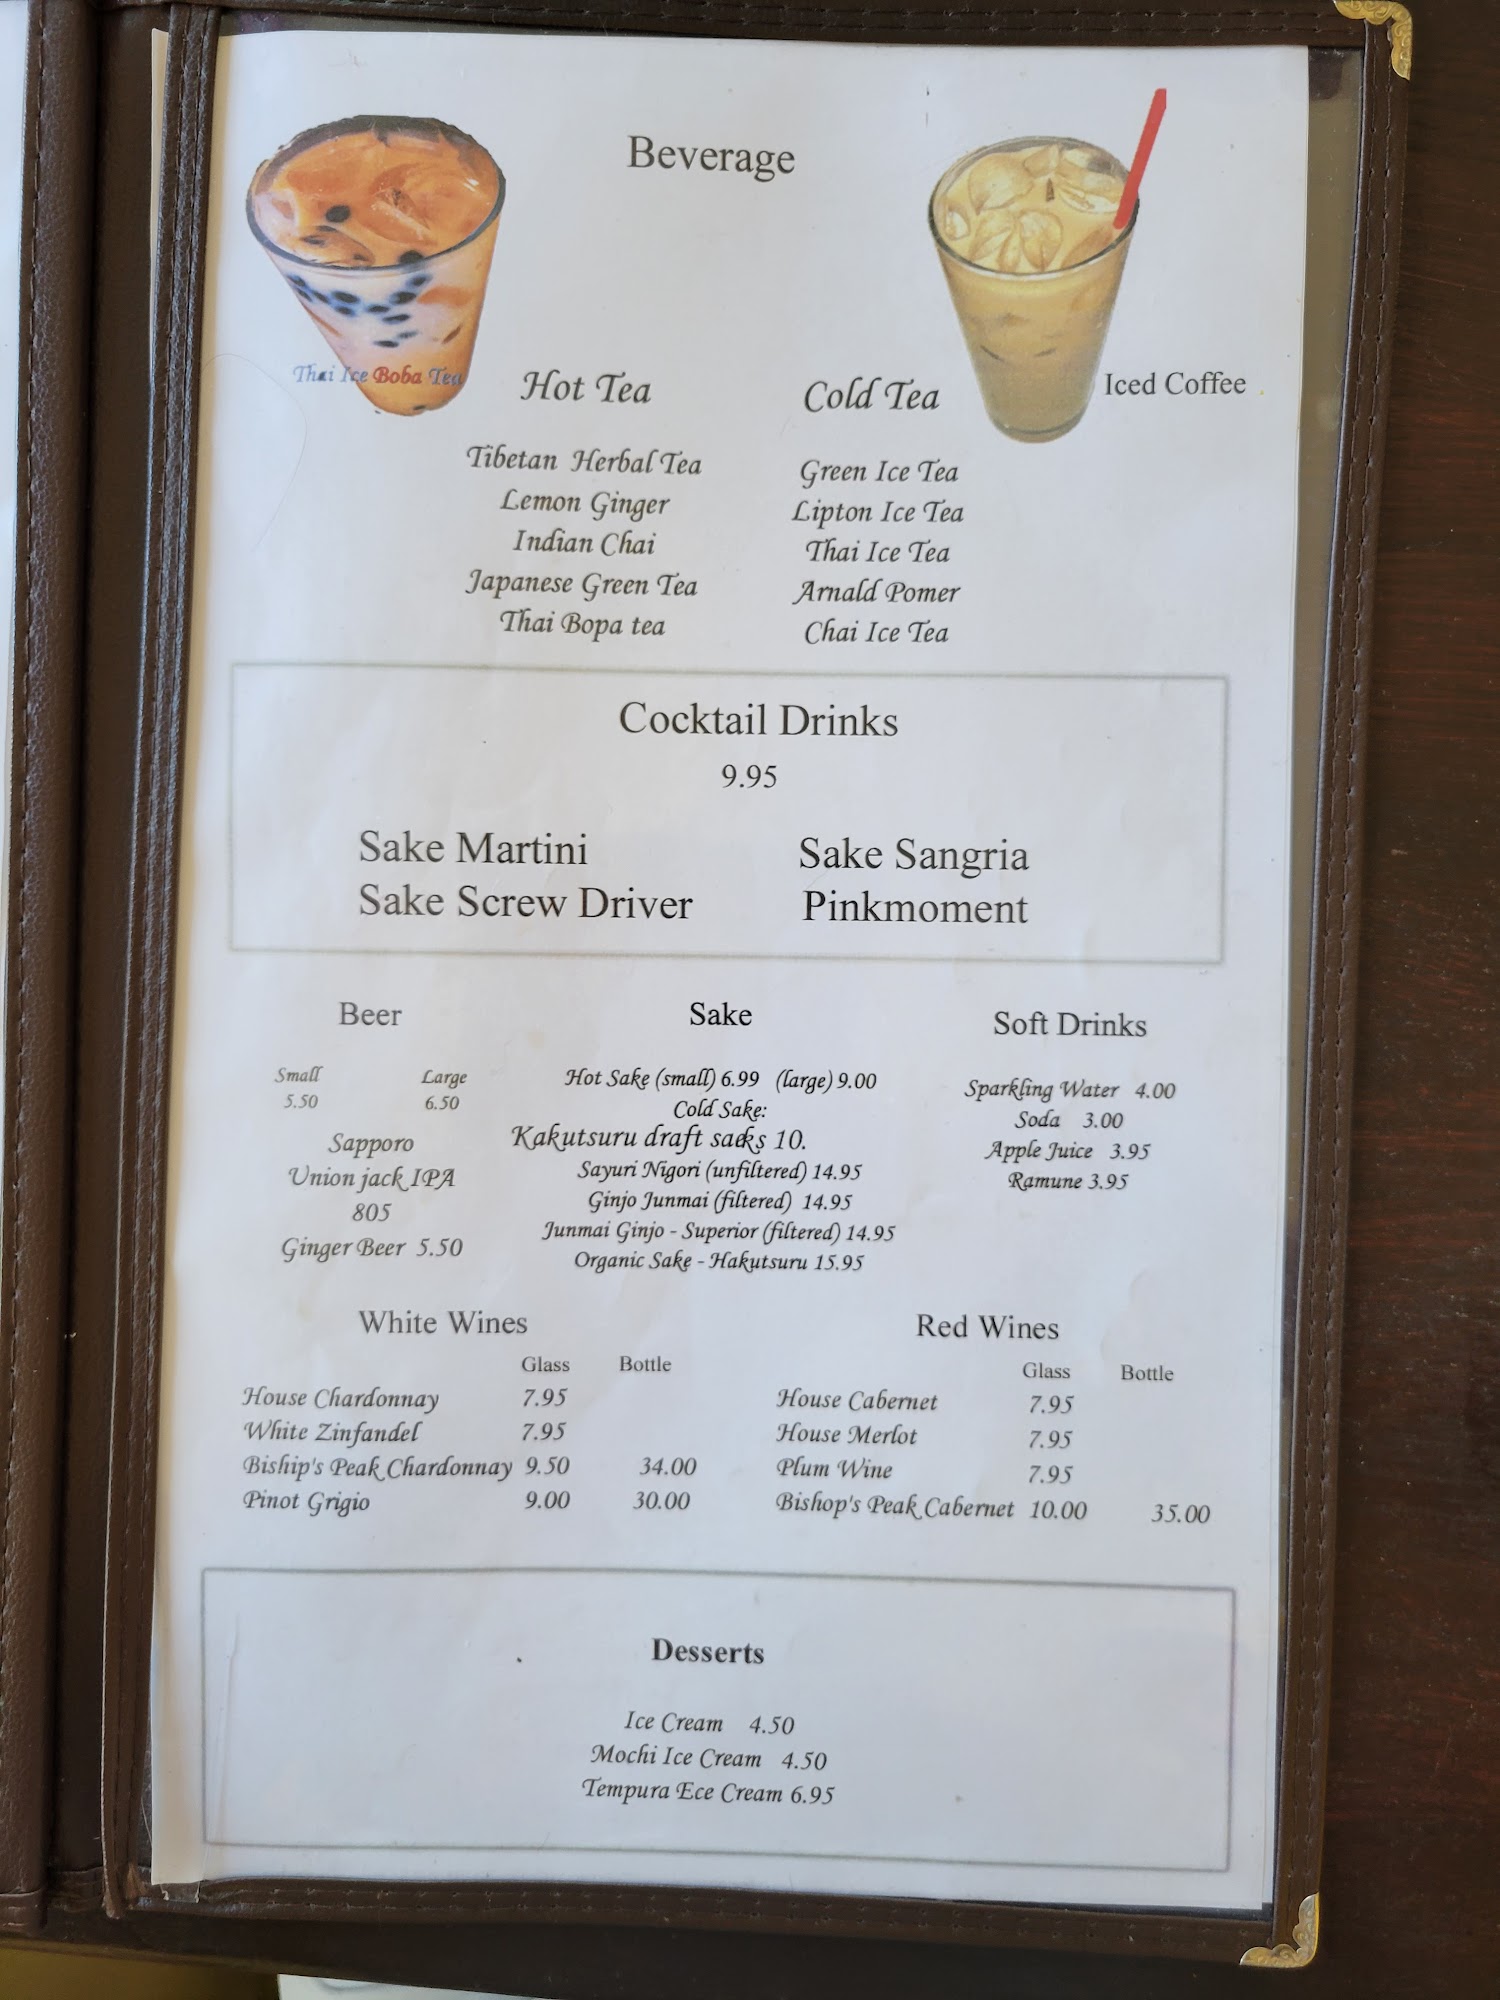 Beverage
Thai Ice Boba Tea
Iced Coffee
Hot Tea
Tibetan Herbal Tea
Lemon Ginger
Indian Chai
Japanese Green Tea
Thai Bopa tea
Cold Tea
Green Ice Tea
Lipton Ice Tea
Thai Ice Tea
Arnald Pomer
Chai Ice Tea
Cocktail Drinks
9.95
Sake Martini
Sake Screw Driver
Sake Sangria
Pinkmoment
Beer
Small Large
5.50 6.50
Sapporo
Union jack IPA
805
Ginger Beer 5.50
Sake
Hot Sake (small) 6.99 (large) 9.00
Cold Sake:
Kakutsuru draft 10.
Sayuri Nigori (unfiltered) 14.95
Ginjo Junmai (filtered) 14.95
Junmai Ginjo - Superior (filtered) 14.95
Organic Sake - Hakutsuru 15.95
Soft Drinks
Sparkling Water 4.00
Soda 3.00
Apple Juice 3.95
Ramune 3.95
White Wines
Glass Bottle
House Chardonnay 7.95
White Zinfandel 7.95
Biship's Peak Chardonnay 9.50 34.00
Pinot Grigio 9.00 30.00
Red Wines
Glass Bottle
House Cabernet 7.95
House Merlot 7.95
Plum Wine 7.95
Bishop's Peak Cabernet 10.00 35.00
Desserts
Ice Cream 4.50
Mochi Ice Cream 4.50
Tempura Ece Cream 6.95